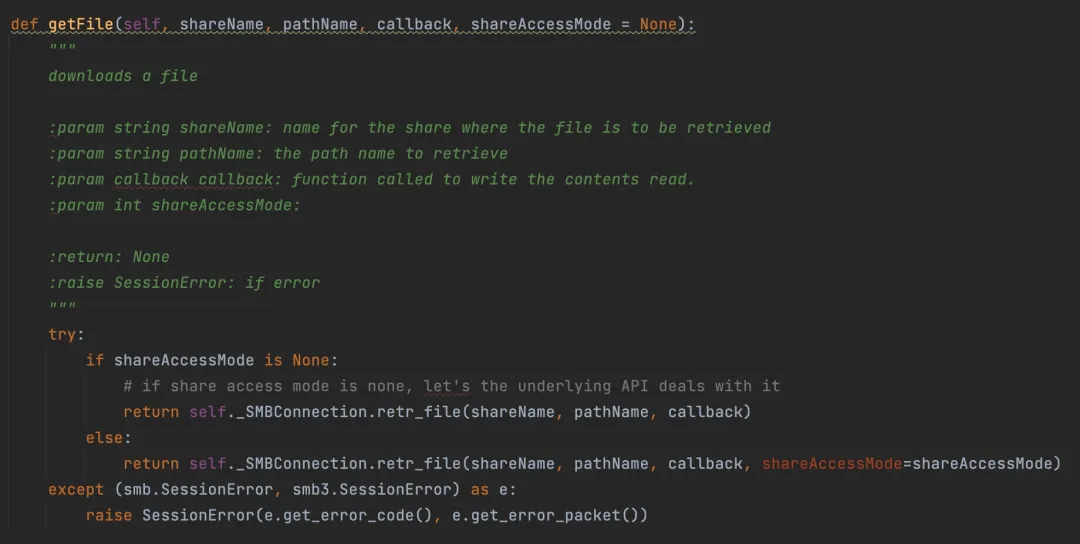 def getFile(self, shareName, pathName, callback, shareAccessMode = None):
"""
downloads a file
:param string shareName: name for the share where the file is to be retrieved
:param string pathName: the path name to retrieve
:param callback callback: function called to write the contents read.
:param int shareAccessMode:
:return: None
:raise SessionError: if error
"""
try:
if shareAccessMode is None:
# if share access mode is none, let's the underlying API deals with it
return self._SMBConnection.retr_file(shareName, pathName, callback)
else:
return self._SMBConnection.retr_file(shareName, pathName, callback, shareAccessMode=shareAccessMode)
except (smb.SessionError, smb3.SessionError) as e:
raise SessionError(e.get_error_code(), e.get_error_packet())